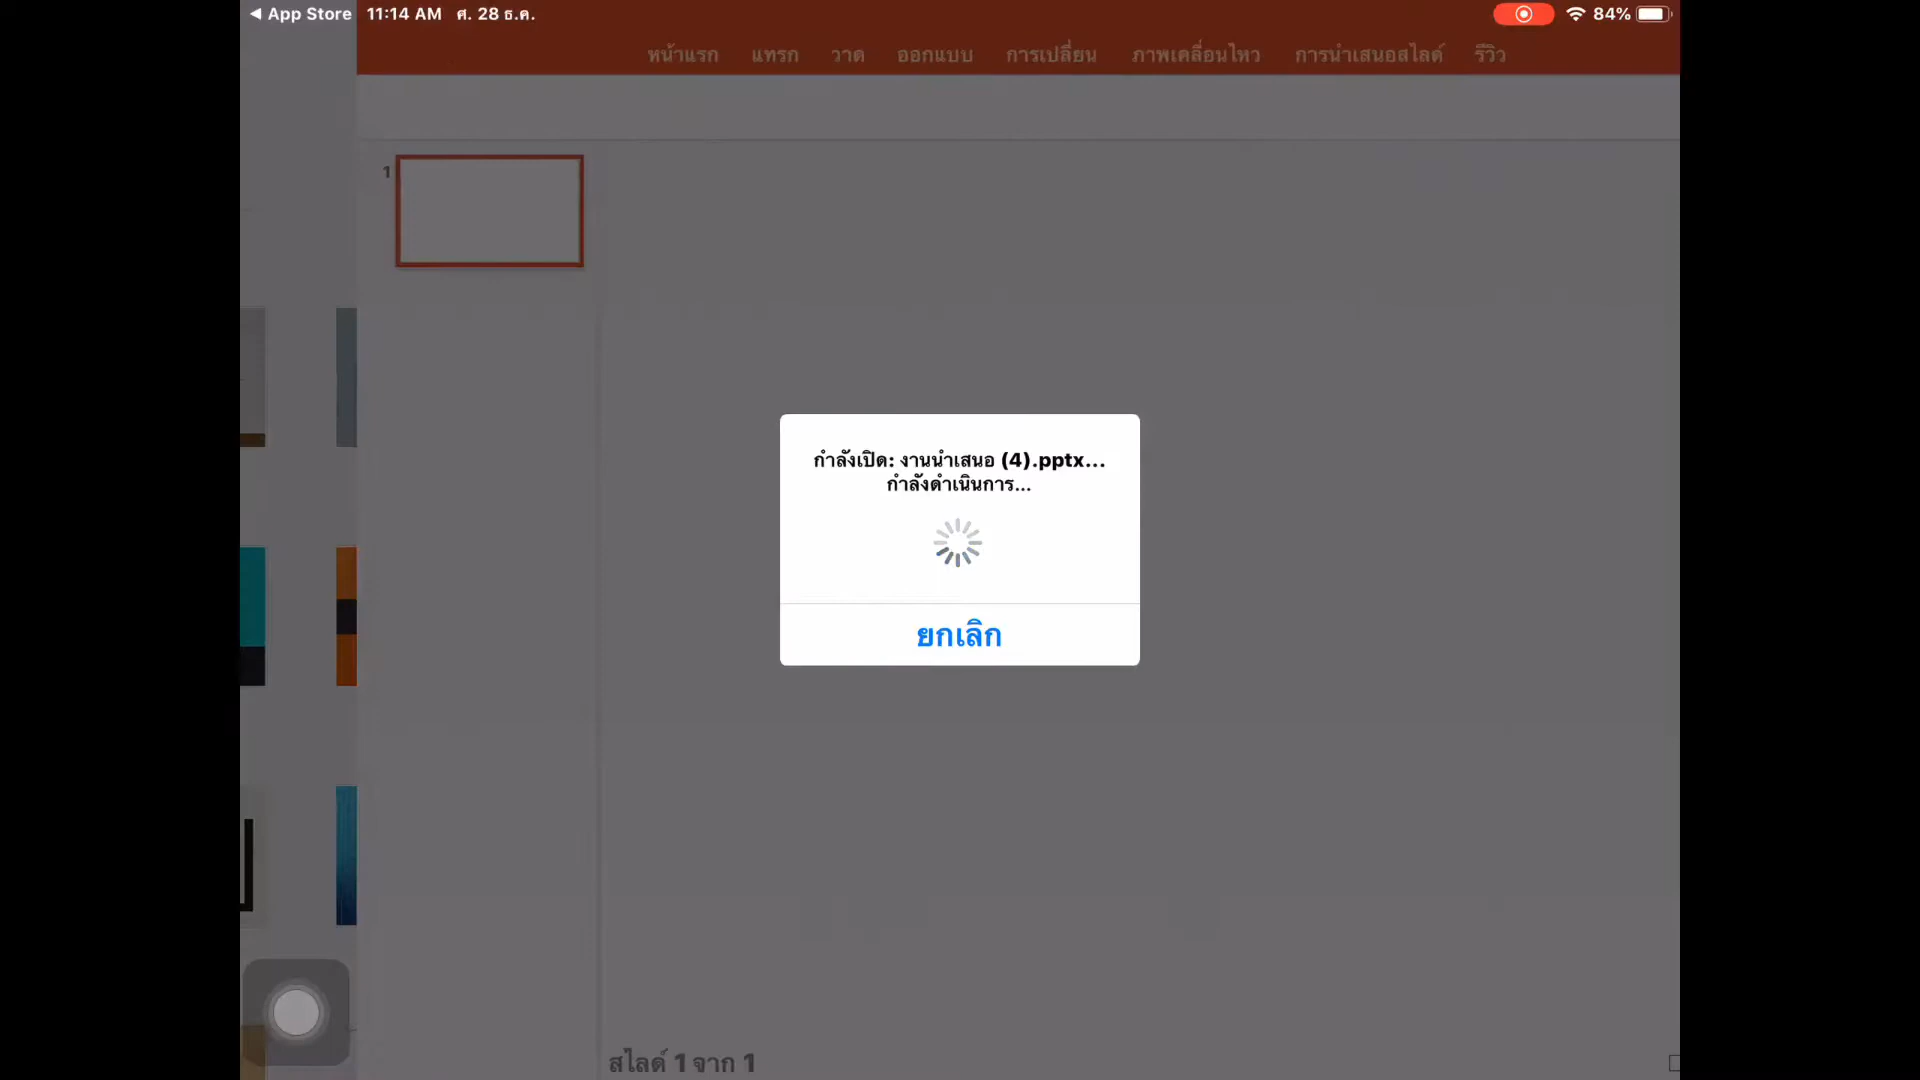 App Store 11:14 AM ศ. 28 ธ.ค. 84%
หน้าแรก แทรก วาด ออกแบบ การเปลี่ยน ภาพเคลื่อนไหว การนำเสนอสไลด์ รีวิว
1
กำลังเปิด: งานนำเสนอ (4).pptx...
กำลังดำเนินการ...
ยกเลิก
สไลด์ 1 จาก 1